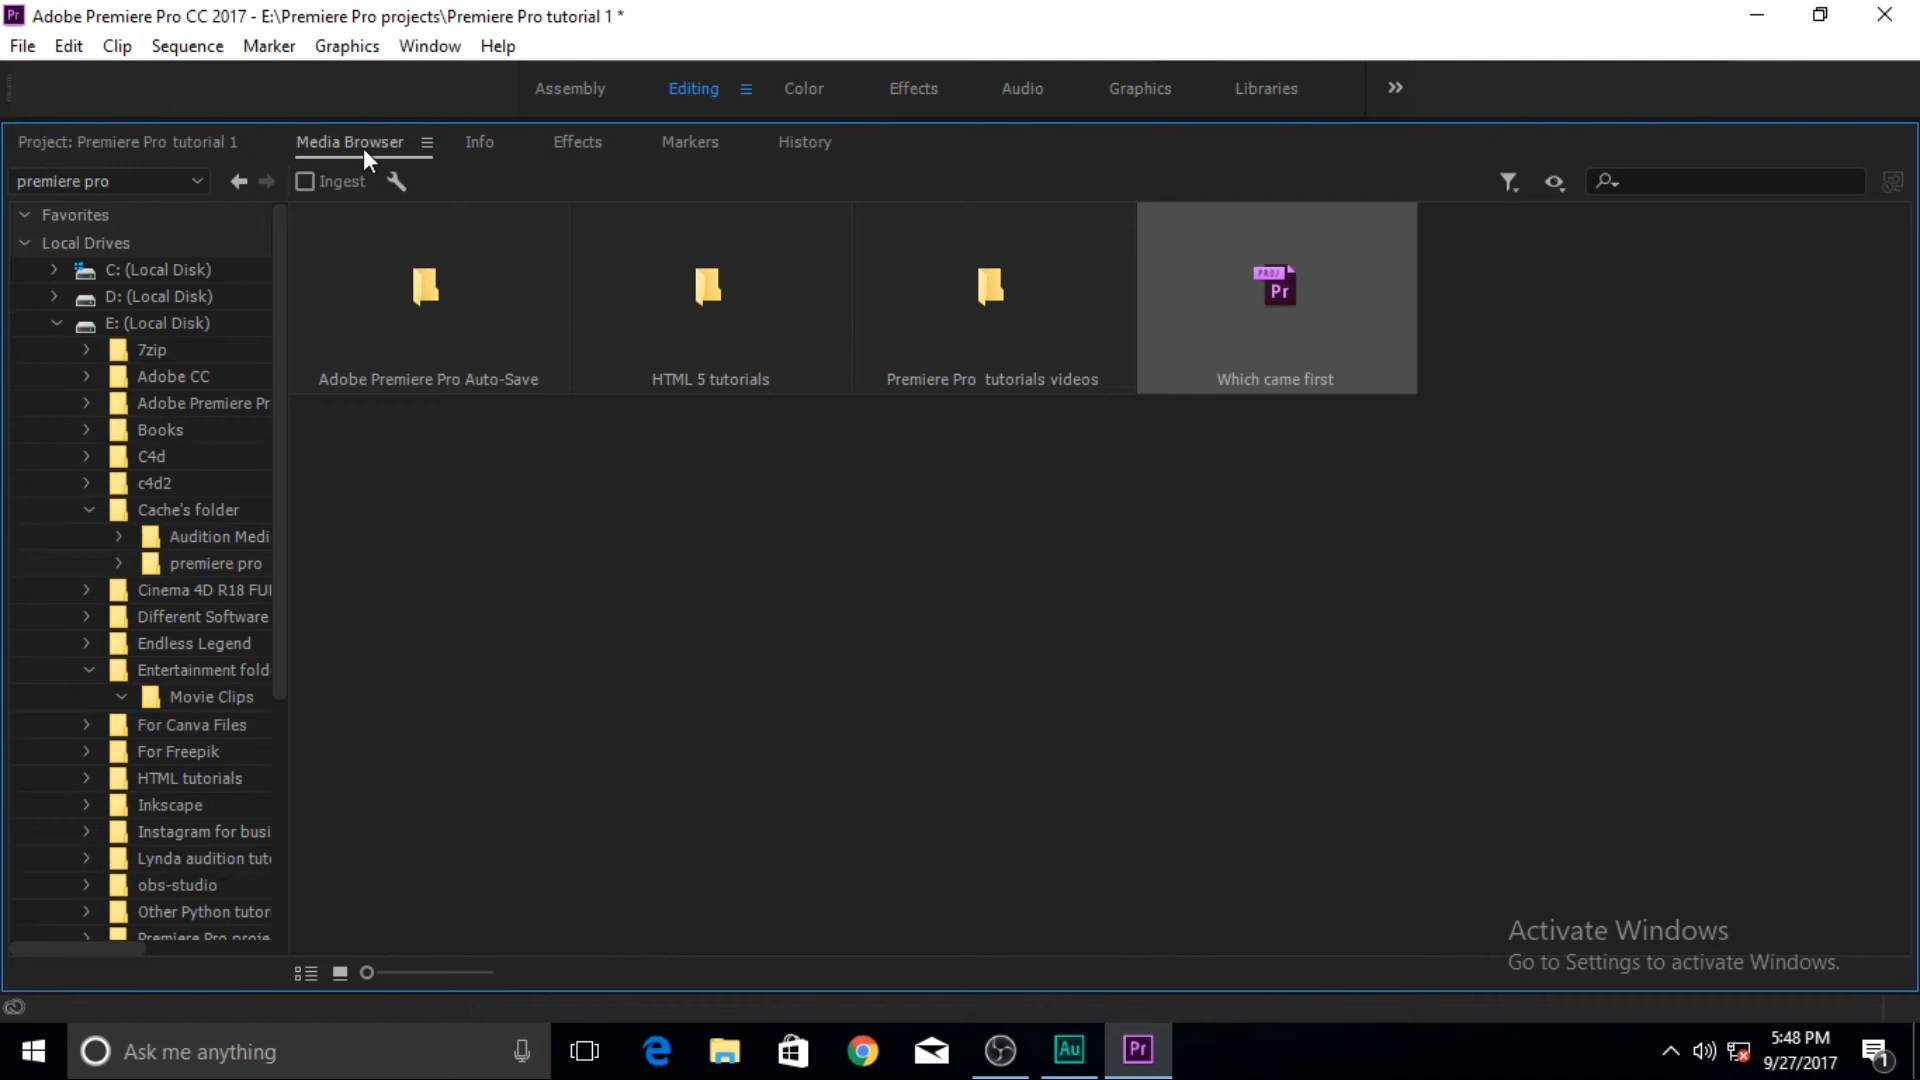 Adobe Premiere Pro CC 2017 - E:\Premiere Pro projects\Premiere Pro tutorial 1 *
File Edit Clip Sequence Marker Graphics Window Help
Assembly Editing Color Effects Audio Graphics Libraries
Project: Premiere Pro tutorial 1 Media Browser Info Effects Markers History
premiere pro Ingest
Favorites
Local Drives
C: (Local Disk)
D: (Local Disk)
E: (Local Disk)
7zip
Adobe CC
Adobe Premiere Pr
Books
C4d
c4d2
Cache's folder
Audition Medi
premiere pro
Cinema 4D R18 FUI
Different Software
Endless Legend
Entertainment fold
Movie Clips
For Canva Files
For Freepik
HTML tutorials
Inkscape
Instagram for busi
Lynda audition tut
obs-studio
Other Python tutor
Premiere Pro proje
PROJ
Pr
Adobe Premiere Pro Auto-Save HTML 5 tutorials Premiere Pro tutorials videos Which came first
Activate Windows
Go to Settings to activate Windows.
Ask me anything
Au
Pr
5:48 PM
9/27/2017
1